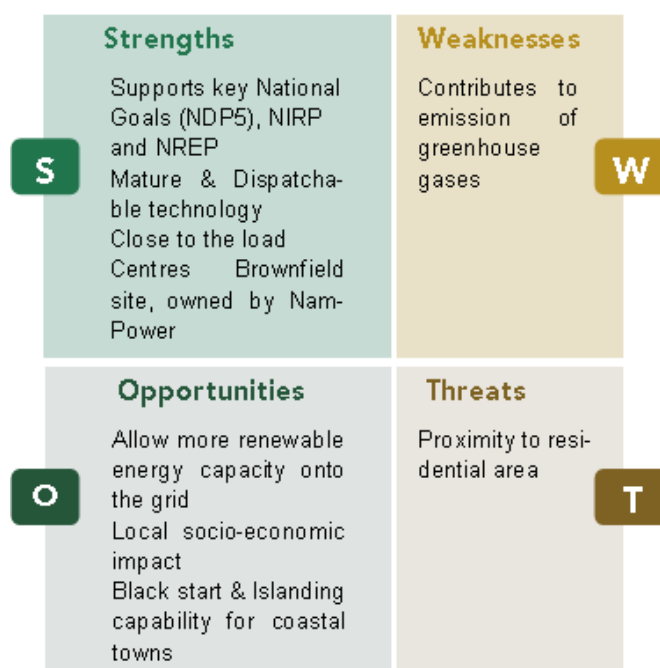 Strengths
Supports key National
Goals (NDP5), NIRP
and NREP
Mature & Dispatcha-
ble technology
Close to the load
Centres Brownfield
site, owned by Nam-
Power
S
Weaknesses
Contributes to
emission of
greenhouse
gases
W
Opportunities
Allow more renewable
energy capacity onto
the grid
Local socio-economic
impact
Black start & Islanding
capability for coastal
towns
O
Threats
Proximity to resi-
dential area
T